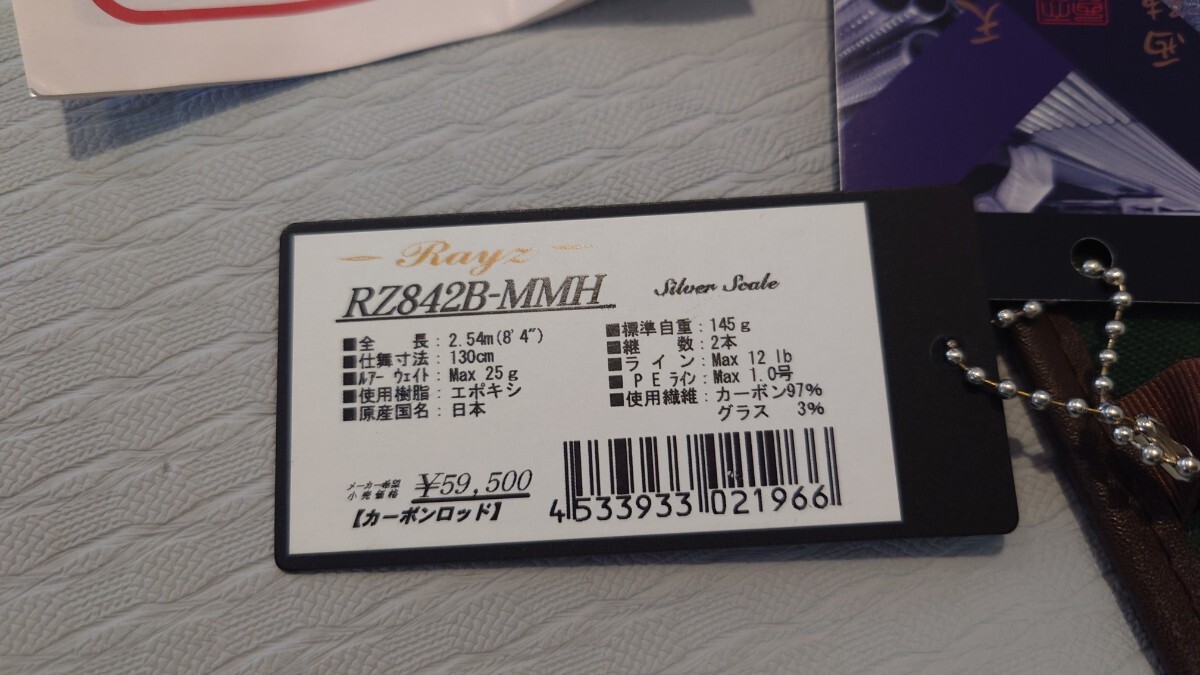 Rayz
RZ842B-MMH Silver Scale
■全　　長：2.54m(8'4")
■仕舞寸法：130cm
■ﾙｱｰ ｳｪｲﾄ：Max 25g
■使用樹脂：エポキシ
■原産国名：日本
■標準自重：145g
■継　　数：2本
■ラ イ ン：Max 12 lb
■ＰＥﾗｲﾝ：Max 1.0号
■使用繊維：カーボン97%
グラス　3%
メーカー希望
小売価格 ¥59,500
【カーボンロッド】
4533933021966
天